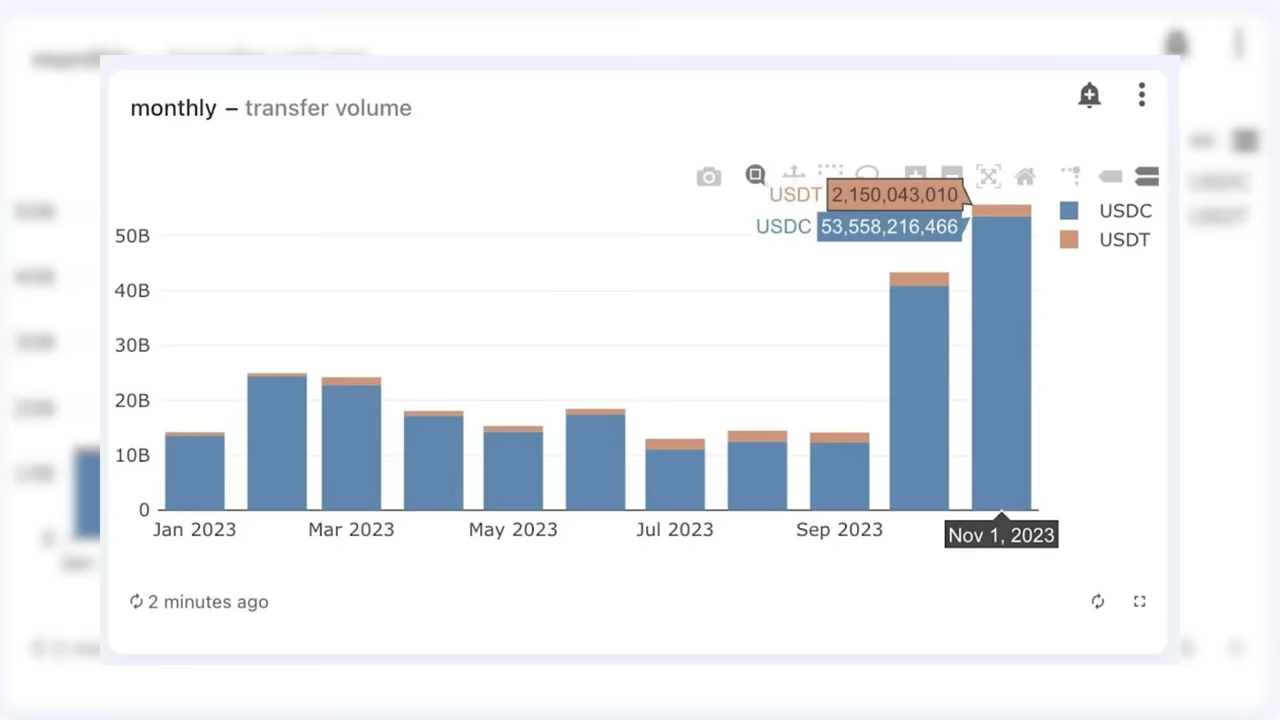 monthly – transfer volume
USDT 2,150,043,010
USDC 53,558,216,466
USDC
USDT
50B
40B
30B
20B
10B
0
Jan 2023 Mar 2023 May 2023 Jul 2023 Sep 2023 Nov 1, 2023
2 minutes ago